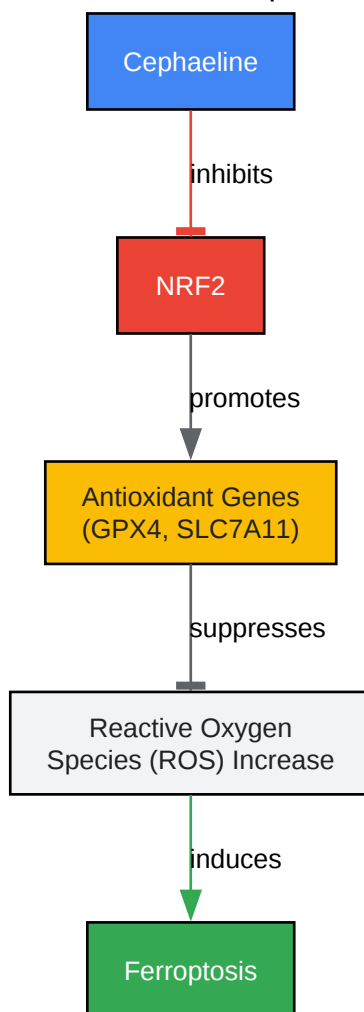 Cephaeline
inhibits
NRF2
promotes
Antioxidant Genes
(GPX4, SLC7A11)
suppresses
Reactive Oxygen
Species (ROS) Increase
induces
Ferroptosis